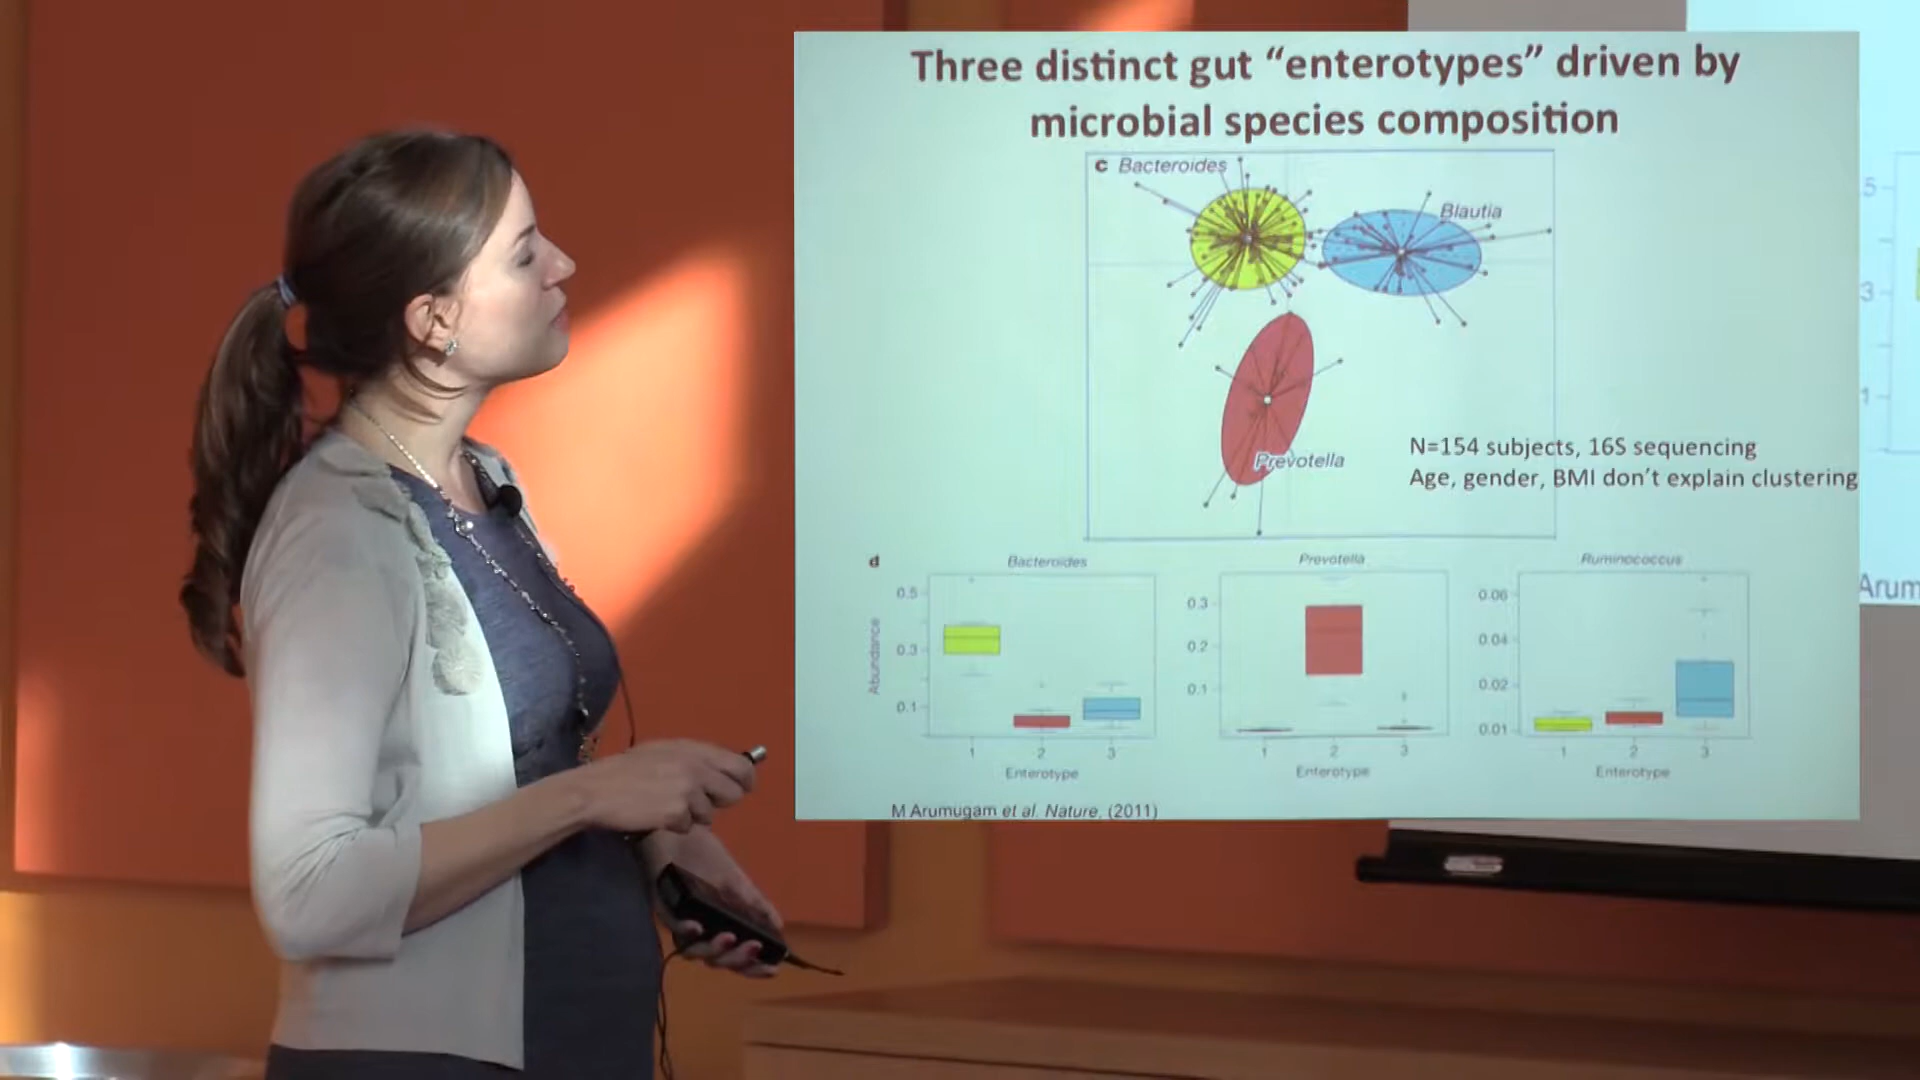 Three distinct gut “enterotypes” driven by
microbial species composition
c Bacteroides
Blautia
Prevotella
N=154 subjects, 16S sequencing
Age, gender, BMI don’t explain clustering
d
Bacteroides
Prevotella
Ruminococcus
Abundance
0.5
0.3
0.1
0.3
0.2
0.1
0.06
0.04
0.02
0.01
1 2 3
1 2 3
1 2 3
Enterotype
Enterotype
Enterotype
M Arumugam et al. Nature, (2011)
5
3
1
Arum